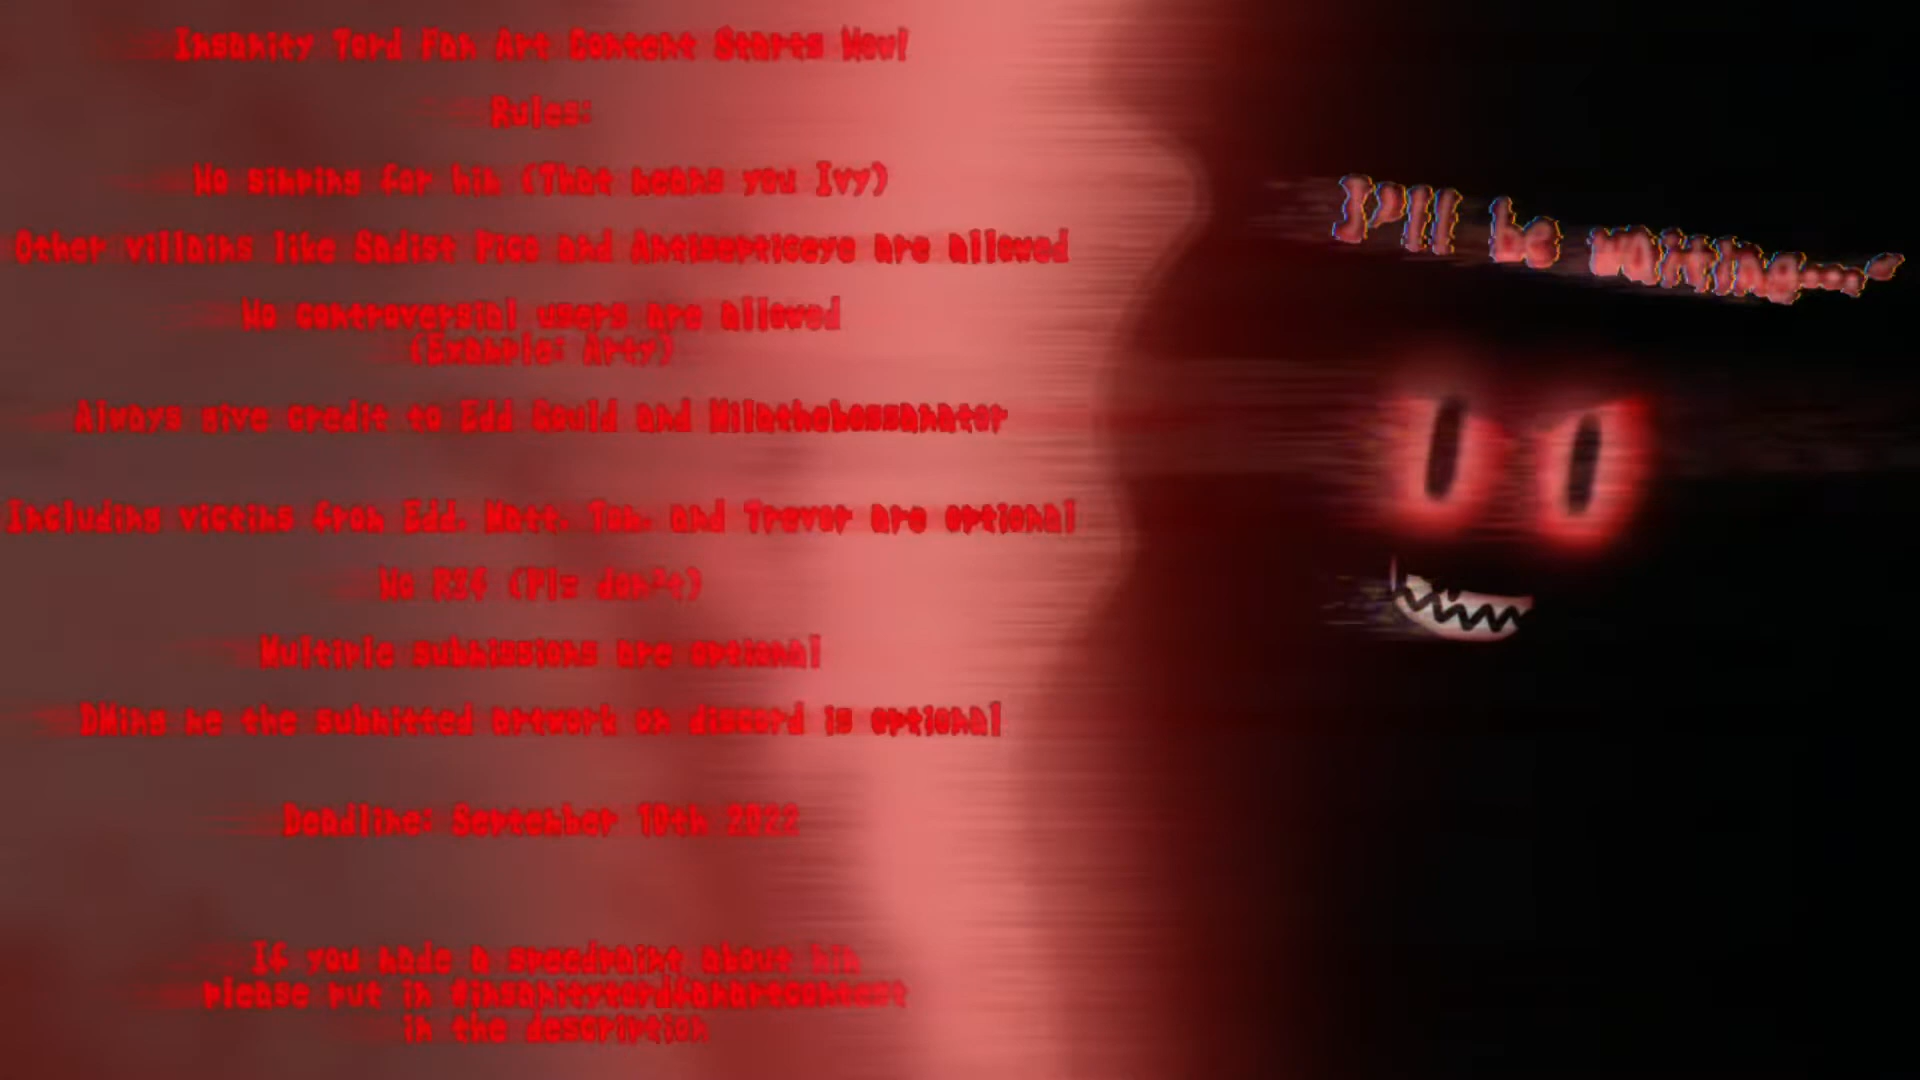 Insanity Tord Fan Art Content Starts Now!
Rules:
No simping for him (That means you Ivy)
Other villains like Sadist Pico and Antisepticeye are allowed
No controversial users are allowed
(Example: Arty)
Always give credit to Edd Gould and Milathebossanator
Including victims from Edd, Matt, Tom, and Trevor are optional
No R34 (Plz don't)
Multiple submissions are optional
DMing me the submitted artwork on discord is optional
Deadline: September 10th 2022
If you made a speedpaint about him
please put in #insanitytordfanartcontest
in the description
I'll be waiting....